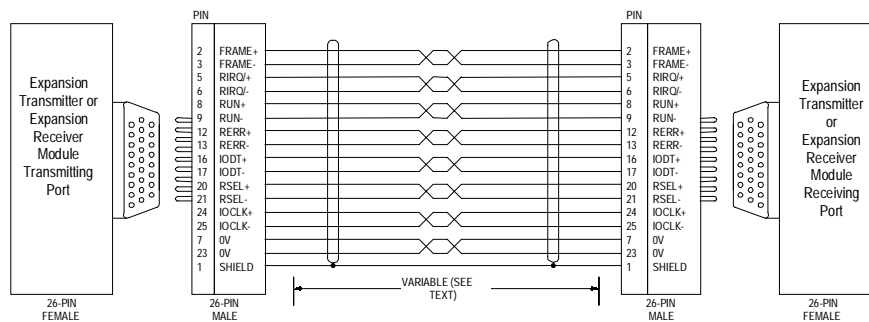 PIN
PIN
2 FRAME+
3 FRAME-
5 RIRQ/+
6 RIRQ/-
8 RUN+
9 RUN-
12 RERR+
13 RERR-
16 IODT+
17 IODT-
20 RSEL+
21 RSEL-
24 IOCLK+
25 IOCLK-
7 0V
23 0V
1 SHIELD
2 FRAME+
3 FRAME-
5 RIRQ/+
6 RIRQ/-
8 RUN+
9 RUN-
12 RERR+
13 RERR-
16 IODT+
17 IODT-
20 RSEL+
21 RSEL-
24 IOCLK+
25 IOCLK-
7 0V
23 0V
1 SHIELD
Expansion
Transmitter or
Expansion
Receiver
Module
Transmitting
Port
Expansion
Transmitter
or
Expansion
Receiver
Module
Receiving
Port
VARIABLE (SEE
TEXT)
26-PIN
FEMALE
26-PIN
MALE
26-PIN
MALE
26-PIN
FEMALE